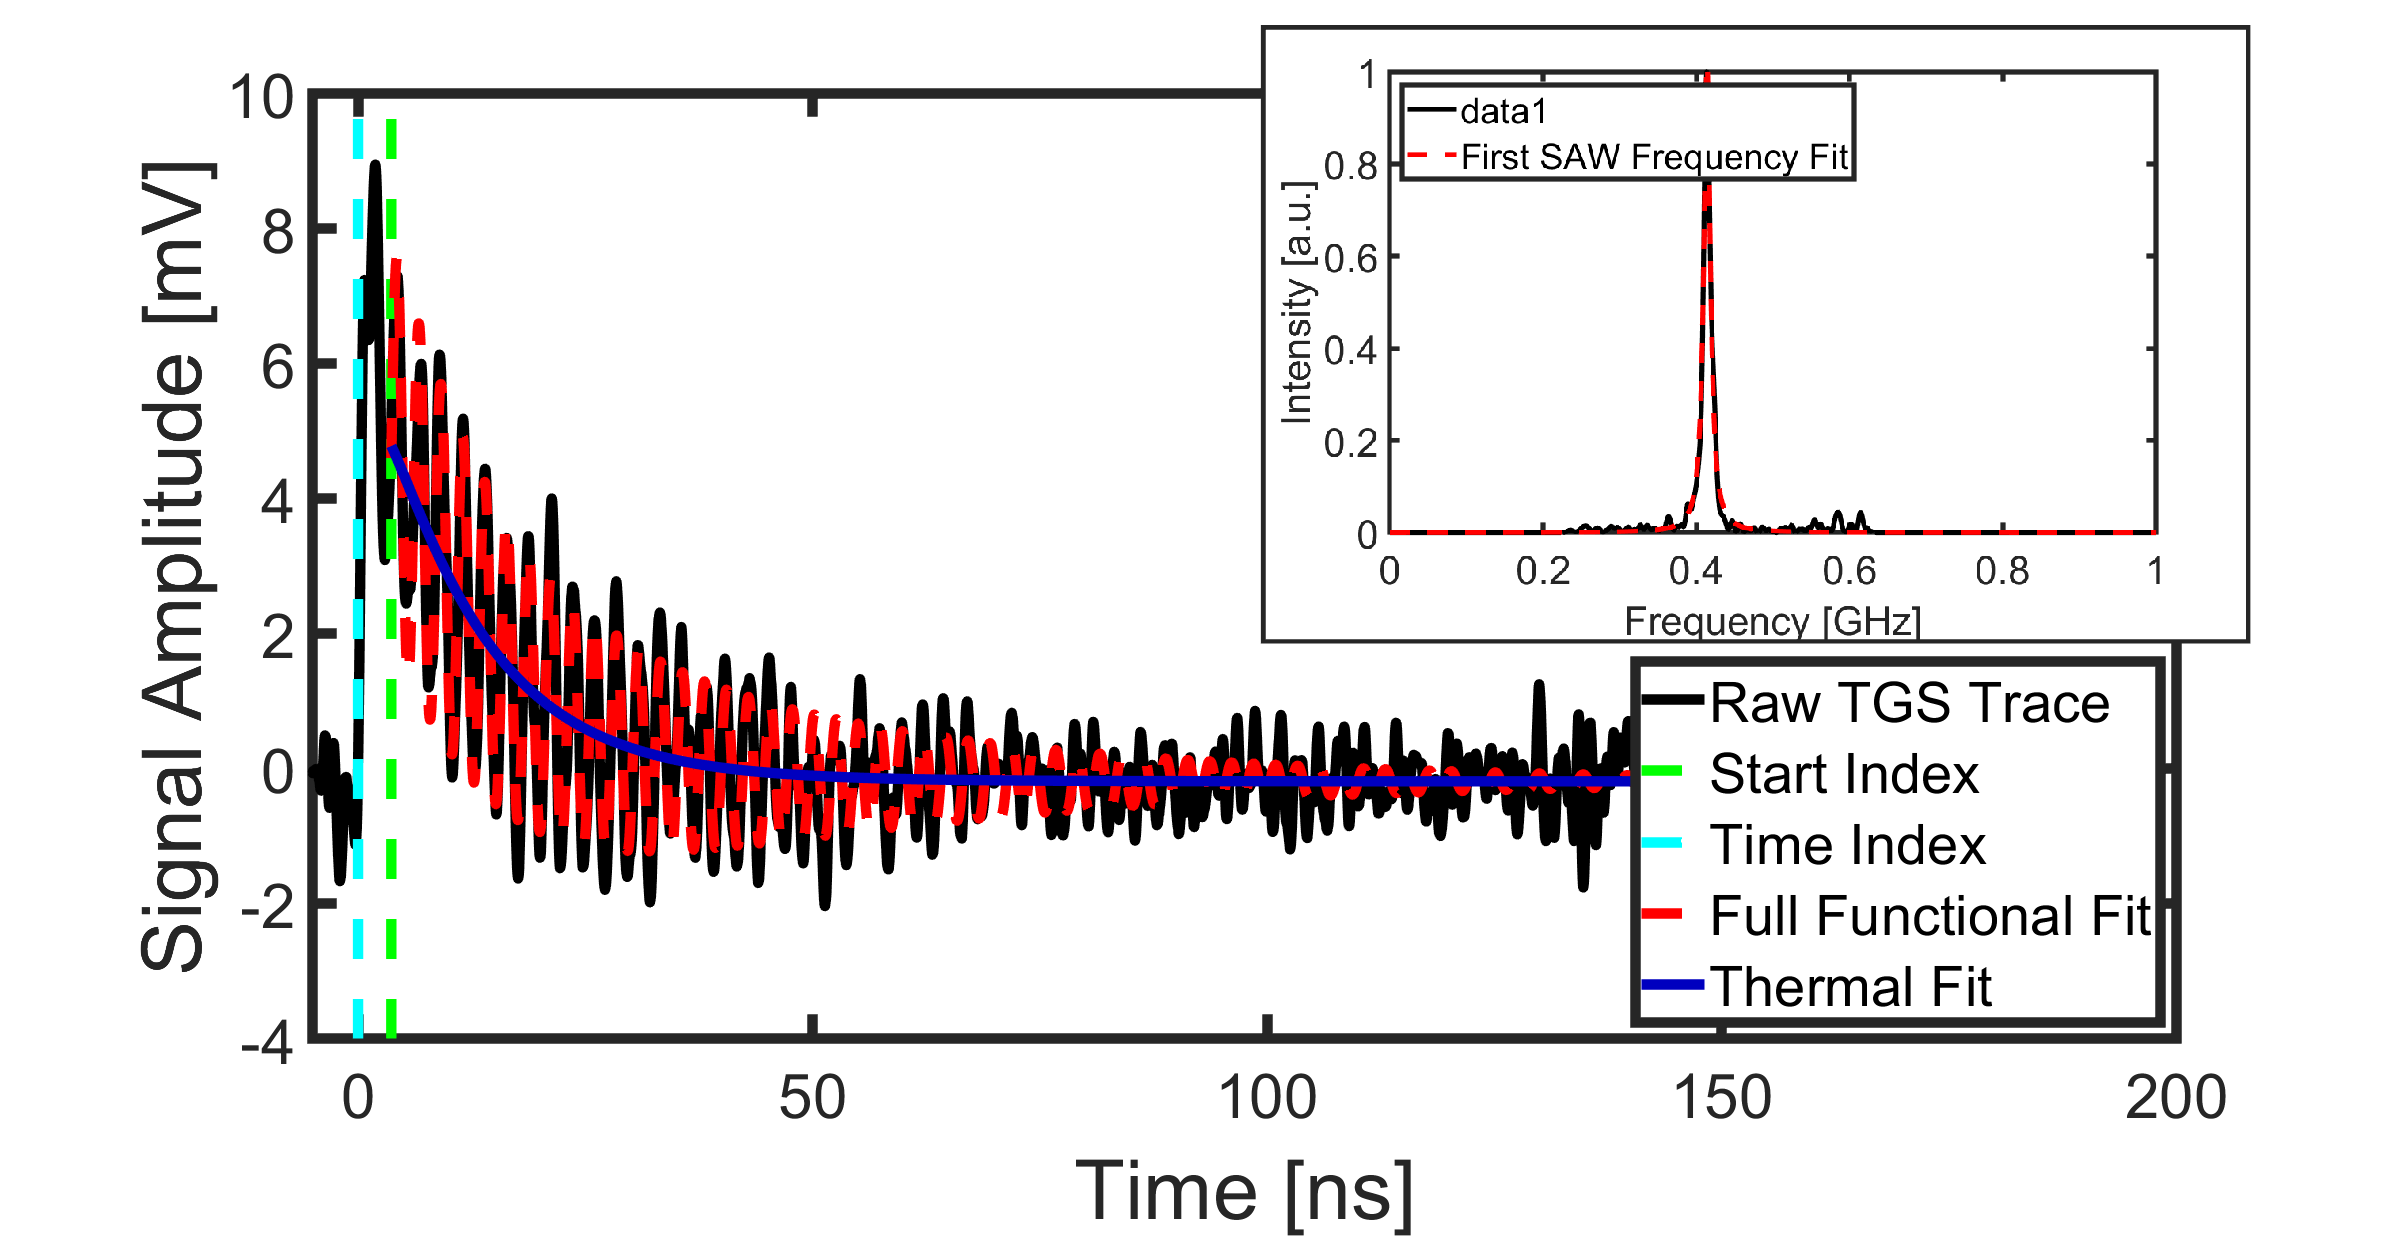 10
8
6
4
2
0
-2
-4
Signal Amplitude [mV]
0
50
100
150
200
Time [ns]
1
0.8
0.6
0.4
0.2
0
Intensity [a.u.]
data1
First SAW Frequency Fit
0
0.2
0.4
0.6
0.8
1
Frequency [GHz]
Raw TGS Trace
Start Index
Time Index
Full Functional Fit
Thermal Fit